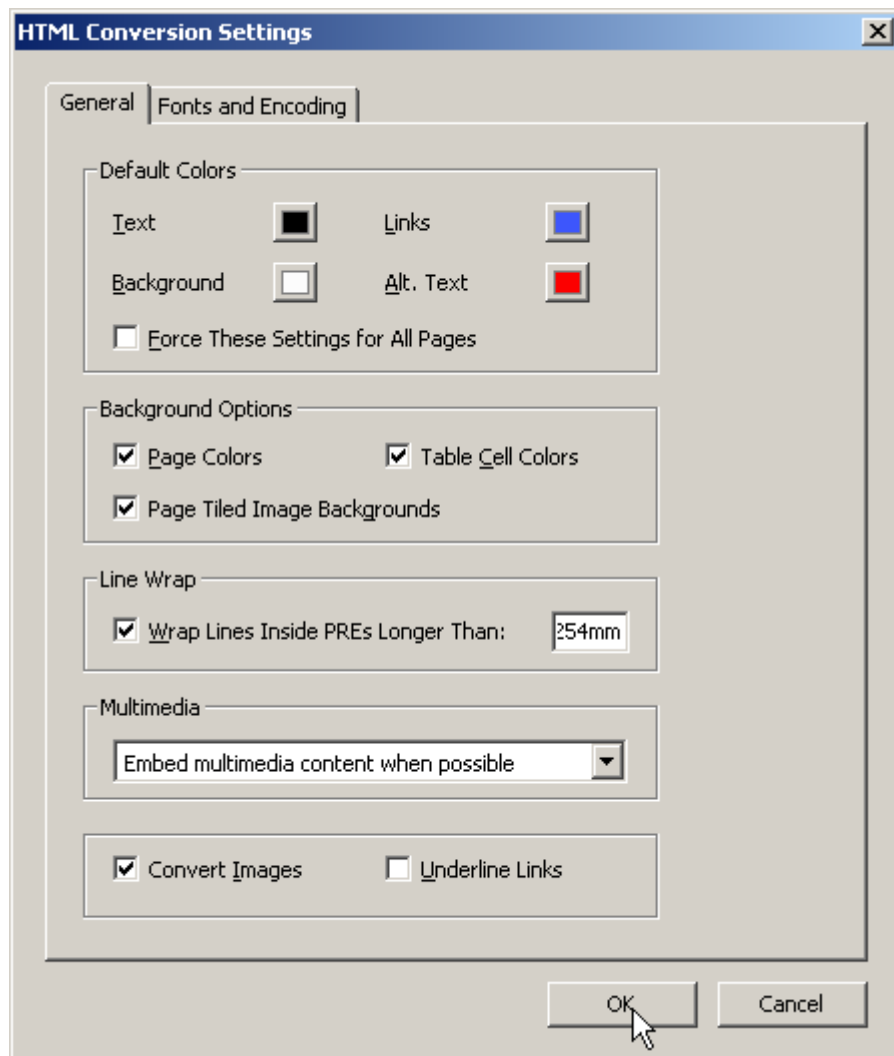 HTML Conversion Settings
General Fonts and Encoding
Default Colors
Text Links
Background Alt. Text
Force These Settings for All Pages
Background Options
Page Colors Table Cell Colors
Page Tiled Image Backgrounds
Line Wrap
Wrap Lines Inside PREs Longer Than: 254mm
Multimedia
Embed multimedia content when possible
Convert Images Underline Links
OK Cancel